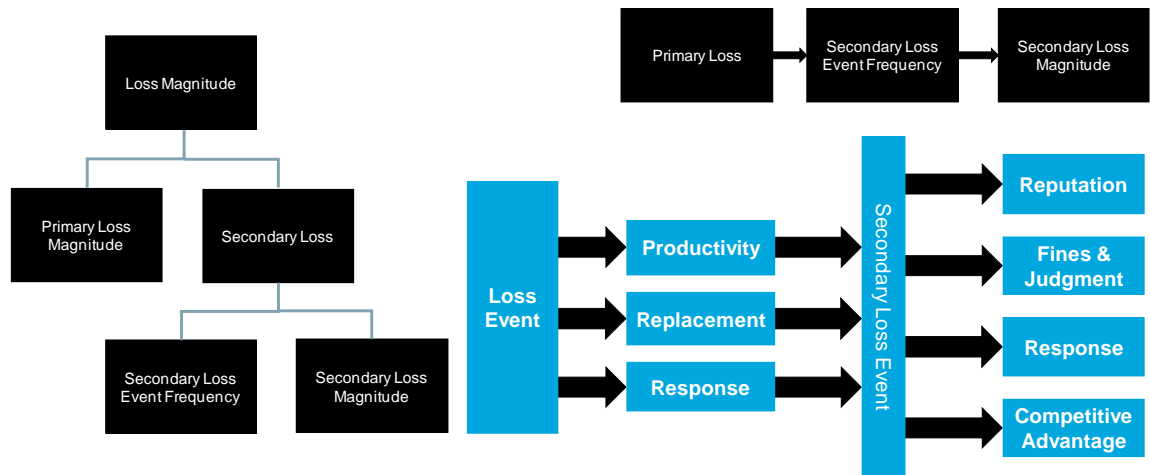 Loss Magnitude
Primary Loss
Magnitude
Secondary Loss
Secondary Loss
Event Frequency
Secondary Loss
Magnitude
Primary Loss
Secondary Loss
Event Frequency
Secondary Loss
Magnitude
Loss
Event
Productivity
Replacement
Response
Secondary Loss Event
Reputation
Fines &
Judgment
Response
Competitive
Advantage